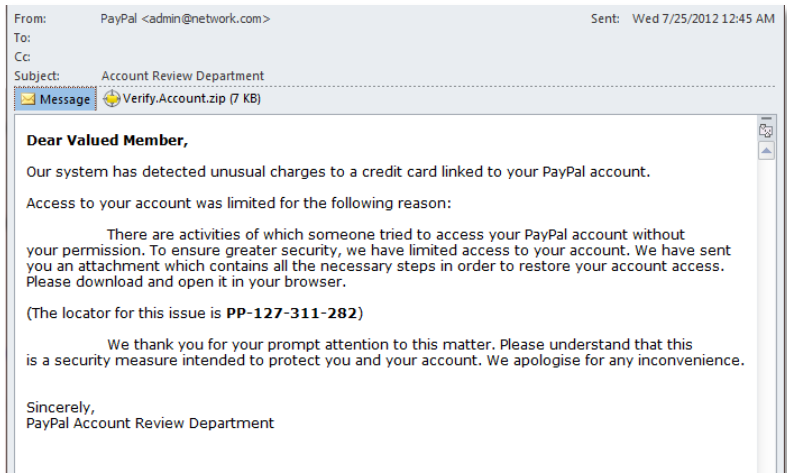 From: PayPal <admin@network.com> Sent: Wed 7/25/2012 12:45 AM
To:
Cc:
Subject: Account Review Department
Message Verify.Account.zip (7 KB)
Dear Valued Member,
Our system has detected unusual charges to a credit card linked to your PayPal account.
Access to your account was limited for the following reason:
There are activities of which someone tried to access your PayPal account without
your permission. To ensure greater security, we have limited access to your account. We have sent
you an attachment which contains all the necessary steps in order to restore your account access.
Please download and open it in your browser.
(The locator for this issue is PP-127-311-282)
We thank you for your prompt attention to this matter. Please understand that this
is a security measure intended to protect you and your account. We apologise for any inconvenience.
Sincerely,
PayPal Account Review Department